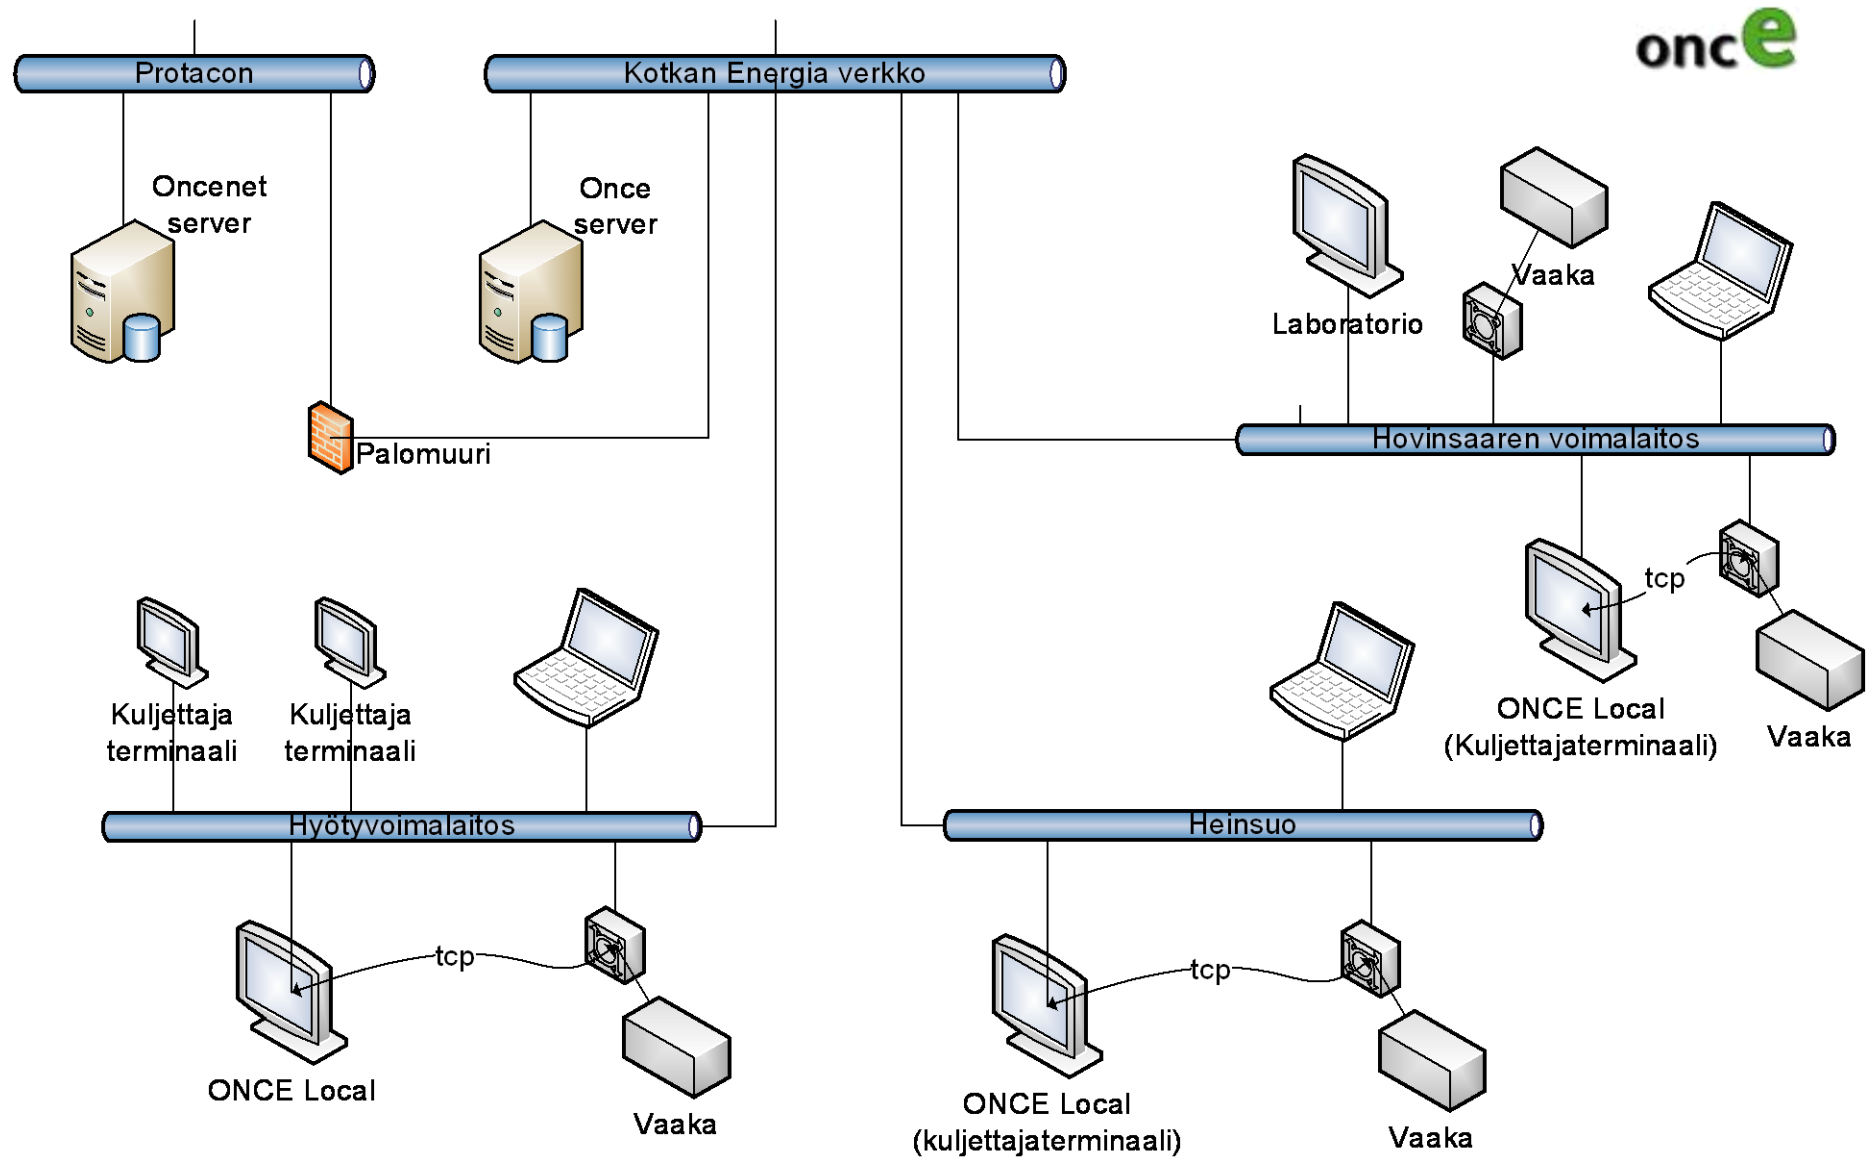 Protacon
Kotkan Energia verkko
once
Oncenet
server
Once
server
Vaaka
Laboratorio
Palomuuri
Hovinsaaren voimalaitos
tcp
Kuljettaja
terminaali
Kuljettaja
terminaali
ONCE Local
(Kuljettajaterminaali)
Vaaka
Hyötyvoimalaitos
Heinsuo
tcp
tcp
ONCE Local
Vaaka
ONCE Local
(kuljettajaterminaali)
Vaaka